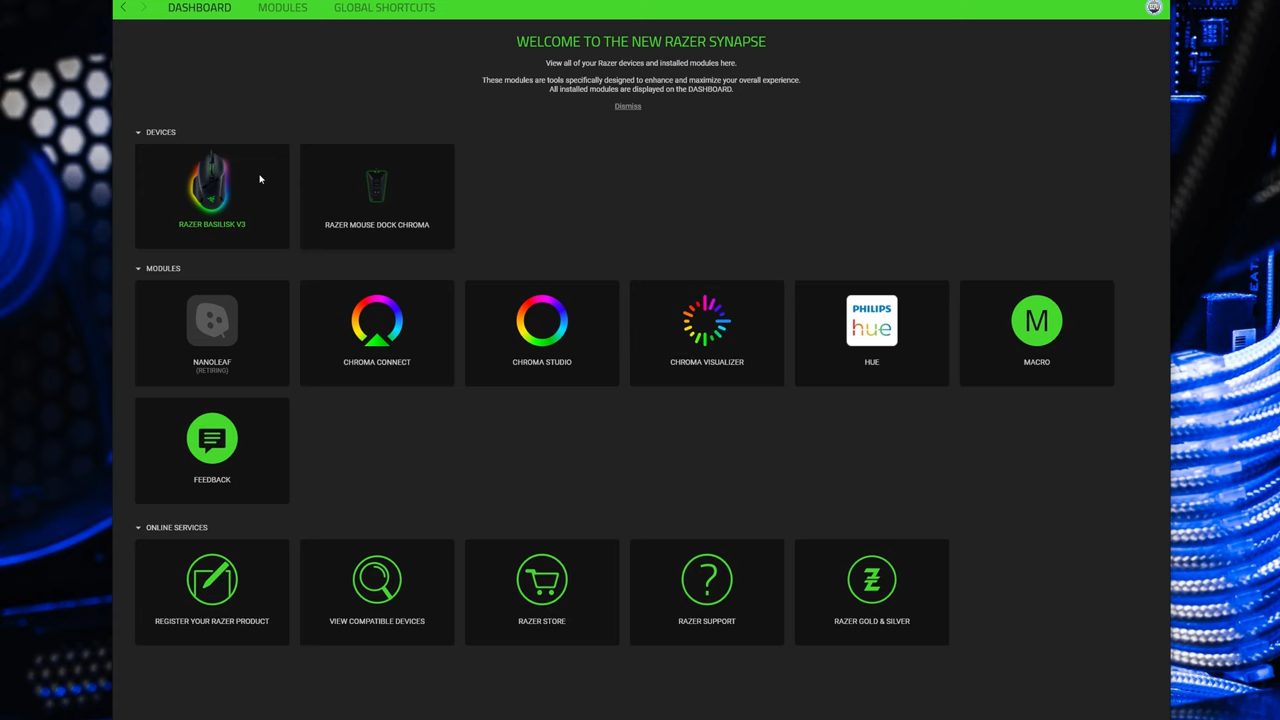 DASHBOARD MODULES GLOBAL SHORTCUTS
WELCOME TO THE NEW RAZER SYNAPSE
View all of your Razer devices and installed modules here.
These modules are tools specifically designed to enhance and maximize your overall experience.
All installed modules are displayed on the DASHBOARD.
Dismiss
DEVICES
RAZER BASILISK V3
RAZER MOUSE DOCK CHROMA
MODULES
NANOLEAF
(RETIRING)
CHROMA CONNECT
CHROMA STUDIO
CHROMA VISUALIZER
PHILIPS
hue
HUE
M
MACRO
FEEDBACK
ONLINE SERVICES
REGISTER YOUR RAZER PRODUCT
VIEW COMPATIBLE DEVICES
RAZER STORE
?
RAZER SUPPORT
RAZER GOLD & SILVER